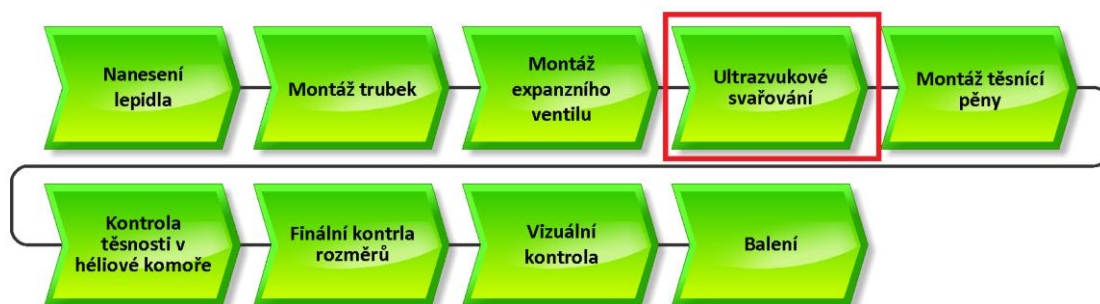 Nanesení
lepidla
Montáž trubek
Montáž
expanzního
ventilu
Ultrazvukové
svařování
Montáž těsnící
pěny
Kontrola
těsnosti v
héliové komoře
Finální kontrla
rozměrů
Vizuální
kontrola
Balení